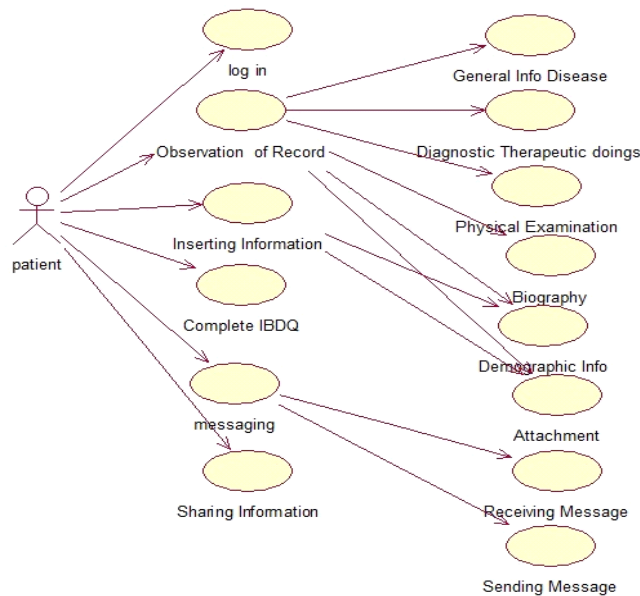 log in
General Info Disease
Observation of Record
Diagnostic Therapeutic doings
Physical Examination
patient
Inserting Information
Biography
Complete IBDQ
Demographic Info
messaging
Attachment
Sharing Information
Receiving Message
Sending Message